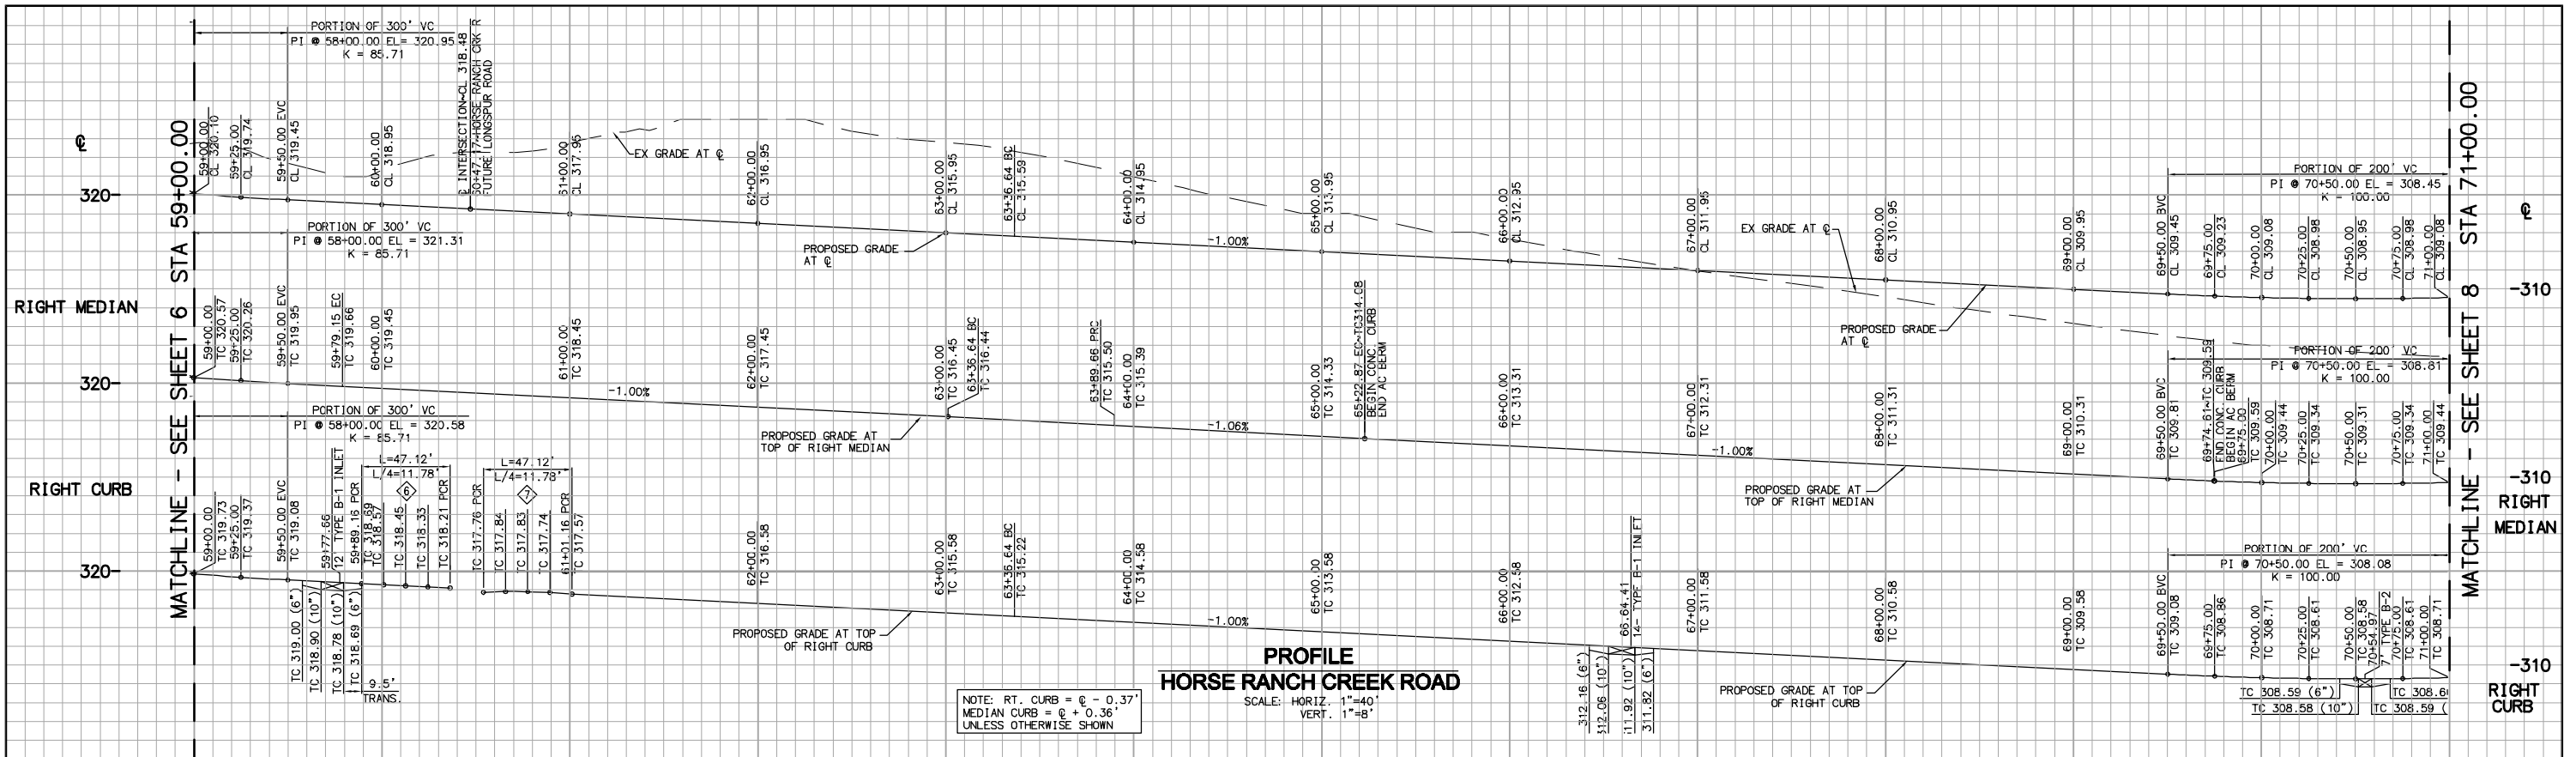 PORTION OF 300' VC
PI @ 58+00.00 EL= 320.95
K = 85.71
℄
320-
59+00.00
CL 320.10
59+25.00
CL 319.74
59+50.00 EVC
CL 319.45
60+00.00
CL 318.95
℄ INTERSECTION~CL 318.48
60+47.17~HORSE RANCH CRK R
FUTURE LONGSPUR ROAD
61+00.00
CL 317.95
EX GRADE AT ℄
62+00.00
CL 316.95
PROPOSED GRADE
AT ℄
63+00.00
CL 315.95
63+36.64 BC
CL 315.59
64+00.00
CL 314.95
-1.00%
65+00.00
CL 313.95
66+00.00
CL 312.95
67+00.00
CL 311.95
EX GRADE AT ℄
68+00.00
CL 310.95
PROPOSED GRADE
AT ℄
69+00.00
CL 309.95
PORTION OF 200' VC
PI @ 70+50.00 EL = 308.45
K = 100.00
69+50.00 BVC
CL 309.45
69+75.00
CL 309.23
70+00.00
CL 309.08
70+25.00
CL 308.98
70+50.00
CL 308.95
70+75.00
CL 308.98
71+00.00
CL 309.08
℄
-310
MATCHLINE - SEE SHEET 6 STA 59+00.00
MATCHLINE - SEE SHEET 8 STA 71+00.00
RIGHT MEDIAN
320-
PORTION OF 300' VC
PI @ 58+00.00 EL = 321.31
K = 85.71
59+00.00
TC 320.57
59+25.00
TC 320.26
59+50.00 EVC
TC 319.95
59+79.15 EC
TC 319.66
60+00.00
TC 319.45
61+00.00
TC 318.45
-1.00%
62+00.00
TC 317.45
PROPOSED GRADE AT
TOP OF RIGHT MEDIAN
63+00.00
TC 316.45
63+36.64 BC
TC 316.44
63+89.66 PRC
TC 315.50
64+00.00
TC 315.39
-1.06%
65+00.00
TC 314.33
65+22.87 EC~TC314.08
BEGIN CONC. CURB
END AC BERM
66+00.00
TC 313.31
67+00.00
TC 312.31
-1.00%
PROPOSED GRADE AT
TOP OF RIGHT MEDIAN
68+00.00
TC 311.31
69+00.00
TC 310.31
PORTION OF 200' VC
PI @ 70+50.00 EL = 308.81
K = 100.00
69+50.00 BVC
TC 309.81
69+74.61~TC 309.59
END CONC. CURB
BEGIN AC BERM
69+75.00
TC 309.59
70+00.00
TC 309.44
70+25.00
TC 309.34
70+50.00
TC 309.31
70+75.00
TC 309.34
71+00.00
TC 309.44
-310
RIGHT
MEDIAN
RIGHT CURB
320-
PORTION OF 300' VC
PI @ 58+00.00 EL = 320.58
K = 85.71
59+00.00
TC 319.73
59+25.00
TC 319.37
59+50.00 EVC
TC 319.08
59+77.66
12' TYPE B-1 INLET
59+89.16 PCR
TC 318.69
L=47.12'
L/4=11.78'
6
TC 318.57
TC 318.45
TC 318.33
TC 318.21 PCR
L=47.12'
L/4=11.78'
7
TC 317.76 PCR
TC 317.84
TC 317.83
TC 317.74
61+01.16 PCR
TC 317.57
TC 319.00 (6")
TC 318.90 (10")
TC 318.78 (10")
TC 318.69 (6")
9.5'
TRANS.
62+00.00
TC 316.58
PROPOSED GRADE AT TOP
OF RIGHT CURB
63+00.00
TC 315.58
63+36.64 BC
TC 315.22
64+00.00
TC 314.58
-1.00%
65+00.00
TC 313.58
66+00.00
TC 312.58
66.64.41
14- TYPE B-1 INLET
67+00.00
TC 311.58
312.16 (6")
312.06 (10")
11.92 (10")
311.82 (6")
PROPOSED GRADE AT TOP
OF RIGHT CURB
68+00.00
TC 310.58
69+00.00
TC 309.58
PORTION OF 200' VC
PI @ 70+50.00 EL = 308.08
K = 100.00
69+50.00 BVC
TC 309.08
69+75.00
TC 308.86
70+00.00
TC 308.71
70+25.00
TC 308.61
70+50.00
TC 308.58
70+54.97
7' TYPE B-2
70+75.00
TC 308.61
71+00.00
TC 308.71
TC 308.59 (6")
TC 308.58 (10")
TC 308.6
TC 308.59 (
-310
RIGHT
CURB
PROFILE
HORSE RANCH CREEK ROAD
SCALE: HORIZ. 1"=40'
VERT. 1"=8'
NOTE: RT. CURB = ℄ - 0.37'
MEDIAN CURB = ℄ + 0.36'
UNLESS OTHERWISE SHOWN